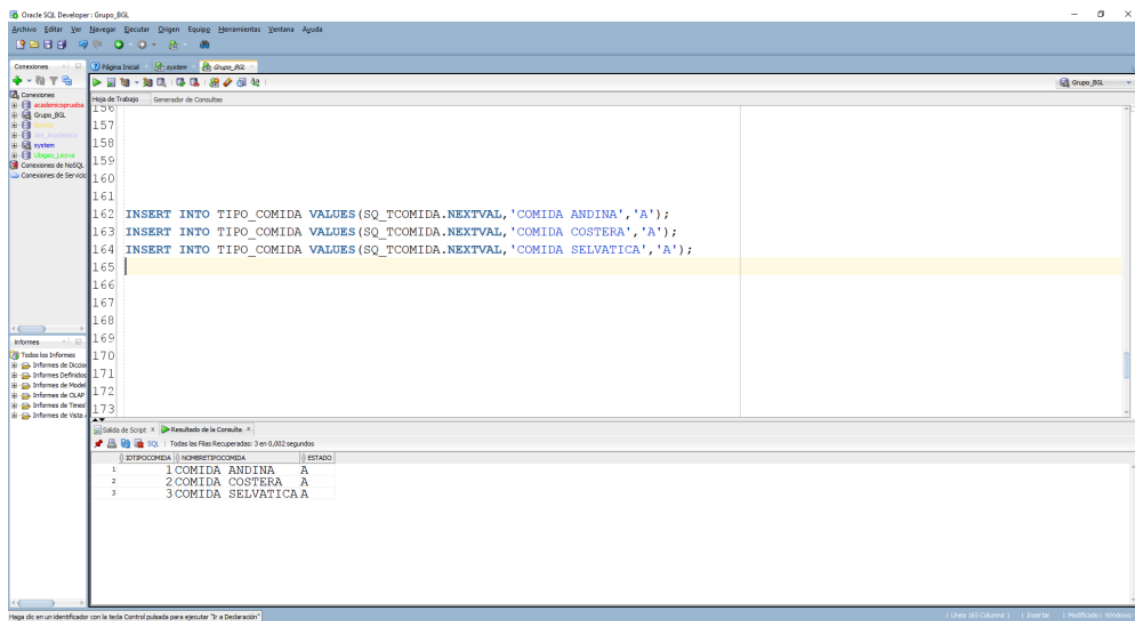 Oracle SQL Developer : Grupo_BGL
Archivo Editar Ver Navegar Ejecutar Origen Equipo Herramientas Ventana Ayuda
Conexiones
Página Inicial system Grupo_BGL
Grupo_BGL
Hoja de Trabajo Generador de Consultas
Conexiones
academicoprueba
Grupo_BGL
system
Conexiones de NoSQL
Conexiones de Servicio
156
157
158
159
160
161
162 INSERT INTO TIPO_COMIDA VALUES(SQ_TCOMIDA.NEXTVAL,'COMIDA ANDINA','A');
163 INSERT INTO TIPO_COMIDA VALUES(SQ_TCOMIDA.NEXTVAL,'COMIDA COSTERA','A');
164 INSERT INTO TIPO_COMIDA VALUES(SQ_TCOMIDA.NEXTVAL,'COMIDA SELVATICA','A');
165
166
167
168
169
170
171
172
173
Informes
Todos los Informes
Informes de Diccio
Informes Definidos
Informes de Model
Informes de OLAP
Informes de Times
Informes de Vista
Salida de Script Resultado de la Consulta
SQL Todas las Filas Recuperadas: 3 en 0,002 segundos
IDTIPOCOMIDA NOMBRETIPOCOMIDA ESTADO
1 1 COMIDA ANDINA A
2 2 COMIDA COSTERA A
3 3 COMIDA SELVATICA A
Haga clic en un identificador con la tecla Control pulsada para ejecutar "Ir a Declaración"
Línea 165 Columna 1 Insertar Modificado Windows